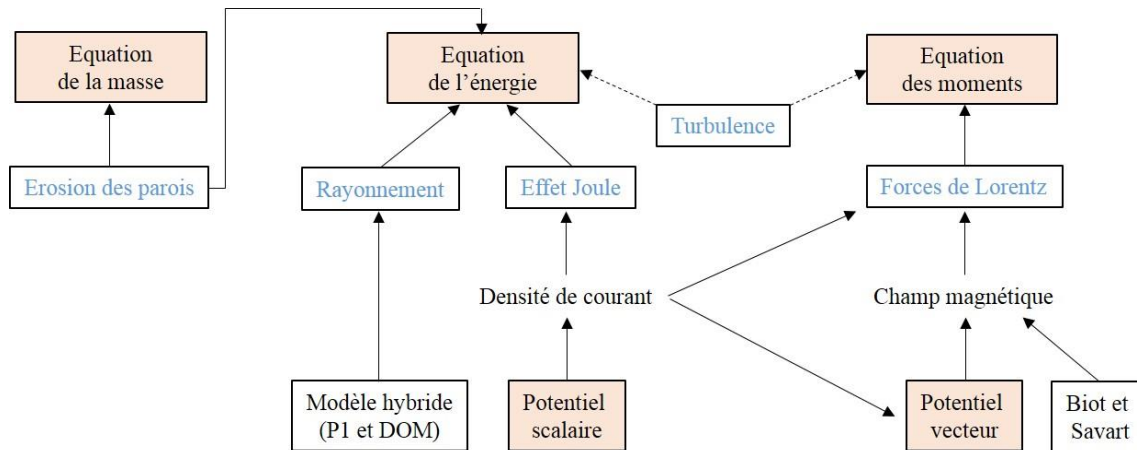 Equation
de la masse
Equation
de l'énergie
Equation
des moments
Turbulence
Erosion des parois
Rayonnement
Effet Joule
Forces de Lorentz
Densité de courant
Champ magnétique
Modèle hybride
(P1 et DOM)
Potentiel
scalaire
Potentiel
vecteur
Biot et
Savart